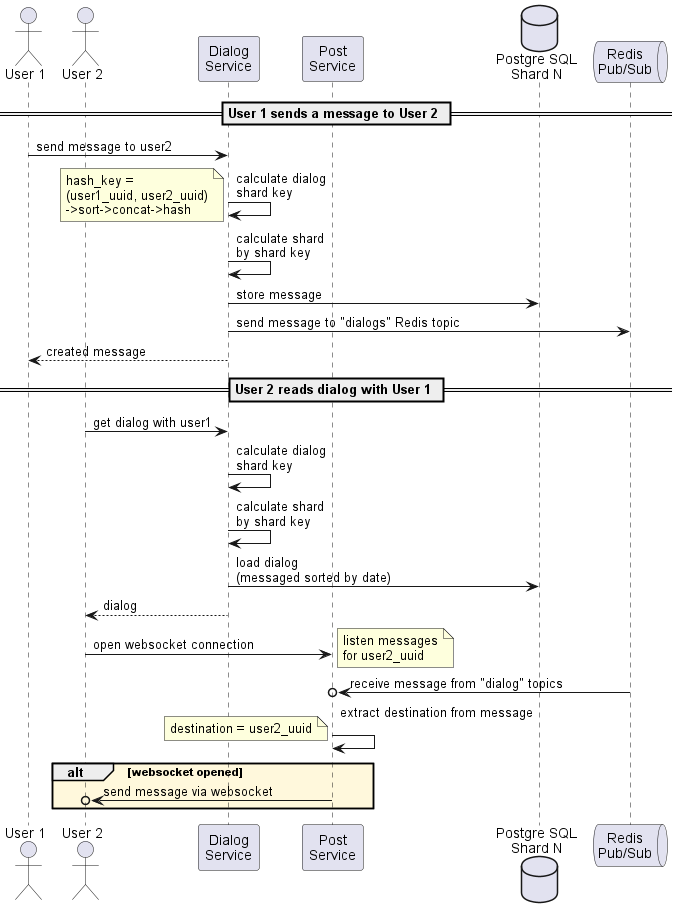 User 1
User 2
Dialog
Service
Post
Service
Postgre SQL
Shard N
Redis
Pub/Sub
User 1 sends a message to User 2
send message to user2
hash_key =
(user1_uuid, user2_uuid)
->sort->concat->hash
calculate dialog
shard key
calculate shard
by shard key
store message
send message to "dialogs" Redis topic
created message
User 2 reads dialog with User 1
get dialog with user1
calculate dialog
shard key
calculate shard
by shard key
load dialog
(messaged sorted by date)
dialog
open websocket connection
listen messages
for user2_uuid
receive message from "dialog" topics
extract destination from message
destination = user2_uuid
alt
[websocket opened]
send message via websocket
User 1
User 2
Dialog
Service
Post
Service
Postgre SQL
Shard N
Redis
Pub/Sub